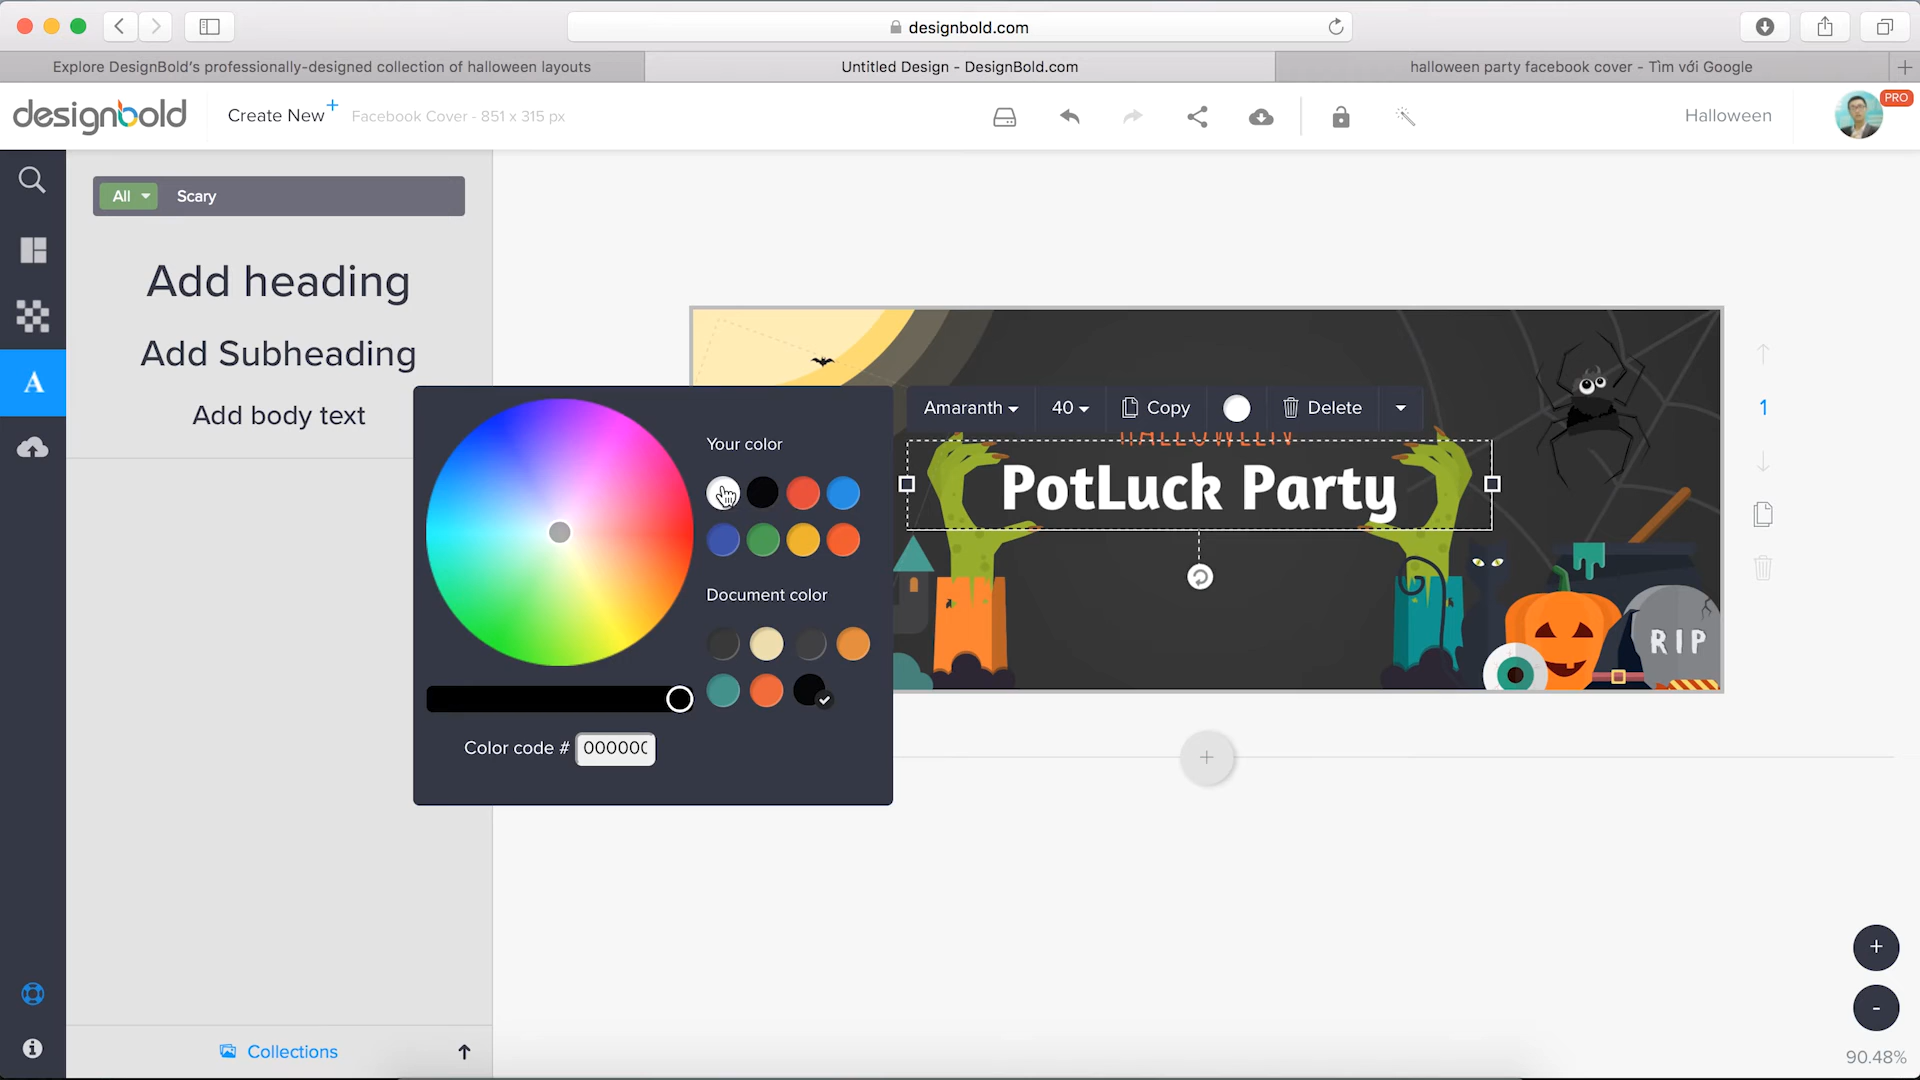 designbold.com
Explore DesignBold's professionally-designed collection of halloween layouts
Untitled Design - DesignBold.com
halloween party facebook cover - Tìm với Google
designbold
Create New
Facebook Cover - 851 x 315 px
Halloween
PRO
All
Scary
Add heading
Add Subheading
Add body text
A
Your color
Document color
Color code #
000000
Amaranth
40
Copy
Delete
HALLOWEEN
PotLuck Party
RIP
1
Collections
90.48%